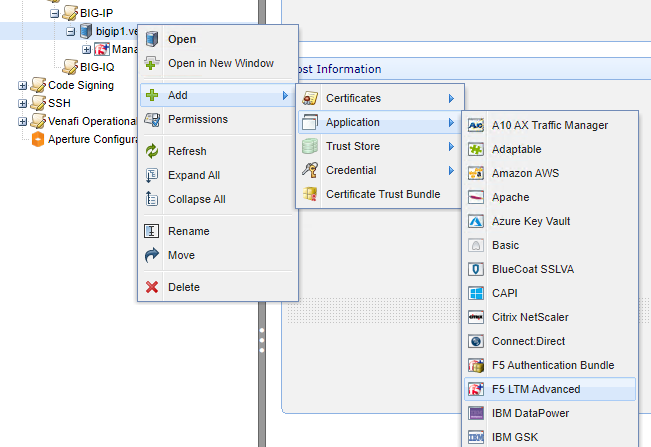 BIG-IP
bigip1.ve
Mana
BIG-IQ
Code Signing
SSH
Venafi Operational
Aperture Configura
Open
Open in New Window
Add
Permissions
Refresh
Expand All
Collapse All
Rename
Move
Delete
ost Information
Certificates
Application
Trust Store
Credential
Certificate Trust Bundle
A10 AX Traffic Manager
Adaptable
Amazon AWS
Apache
Azure Key Vault
Basic
BlueCoat SSLVA
CAPI
Citrix NetScaler
Connect:Direct
F5 Authentication Bundle
F5 LTM Advanced
IBM DataPower
IBM GSK